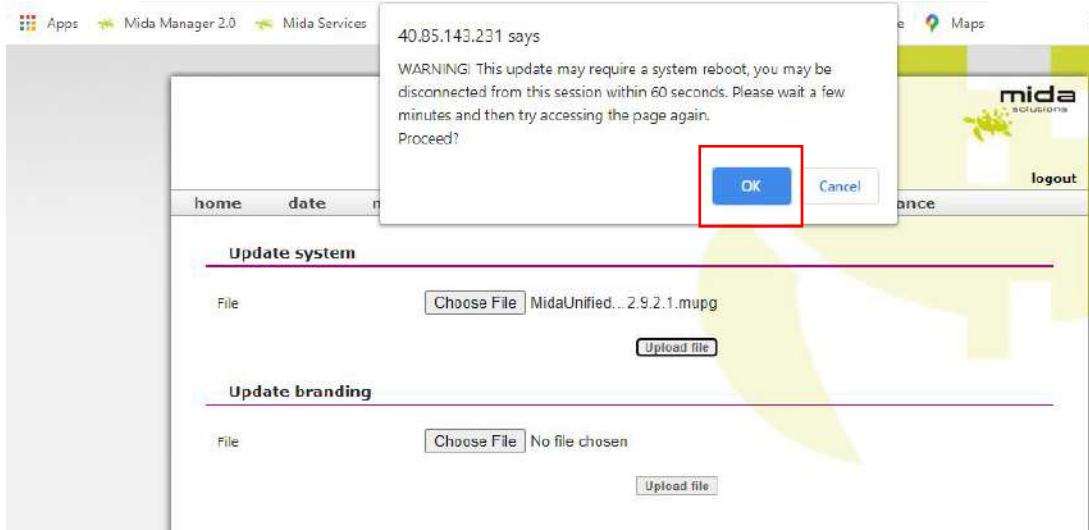 Apps Mida Manager 2.0 Mida Services Maps
40.85.143.231 says
WARNING! This update may require a system reboot, you may be
disconnected from this session within 60 seconds. Please wait a few
minutes and then try accessing the page again.
Proceed?
OK Cancel
mida
solutions
logout
home date
Update system
File Choose File MidaUnified... 2.9.2.1.mupg
Upload file
Update branding
File Choose File No file chosen
Upload file